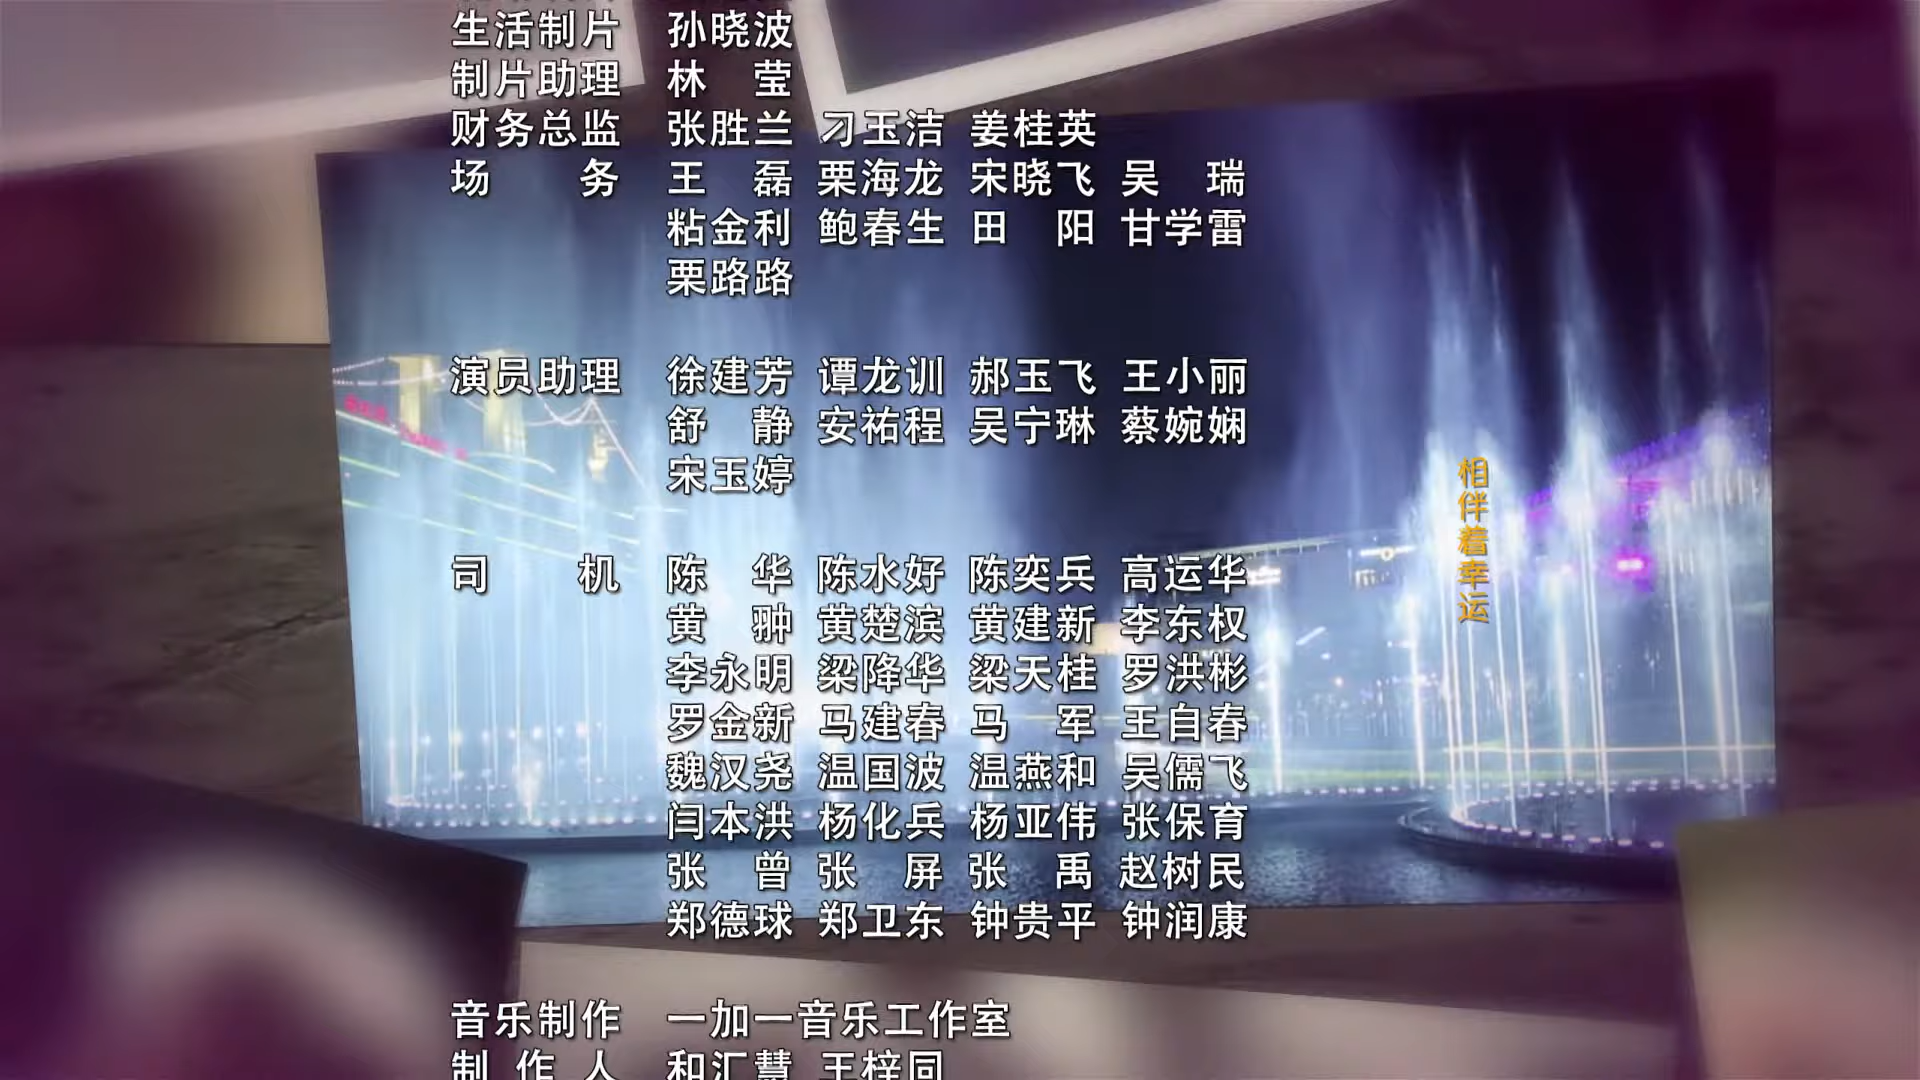 生活制片 孙晓波
制片助理 林 莹
财务总监 张胜兰 刁玉洁 姜桂英
场 务 王 磊 栗海龙 宋晓飞 吴 瑞
粘金利 鲍春生 田 阳 甘学雷
栗路路
演员助理 徐建芳 谭龙训 郝玉飞 王小丽
舒 静 安祐程 吴宁琳 蔡婉娴
宋玉婷
司 机 陈 华 陈水好 陈奕兵 高运华
黄 翀 黄楚滨 黄建新 李东权
李永明 梁降华 梁天桂 罗洪彬
罗金新 马建春 马 军 王自春
魏汉尧 温国波 温燕和 吴儒飞
闫本洪 杨化兵 杨亚伟 张保育
张 曾 张 屏 张 禹 赵树民
郑德球 郑卫东 钟贵平 钟润康
音乐制作 一加一音乐工作室
制 作 人 和汇慧 王梓同
相伴着幸运